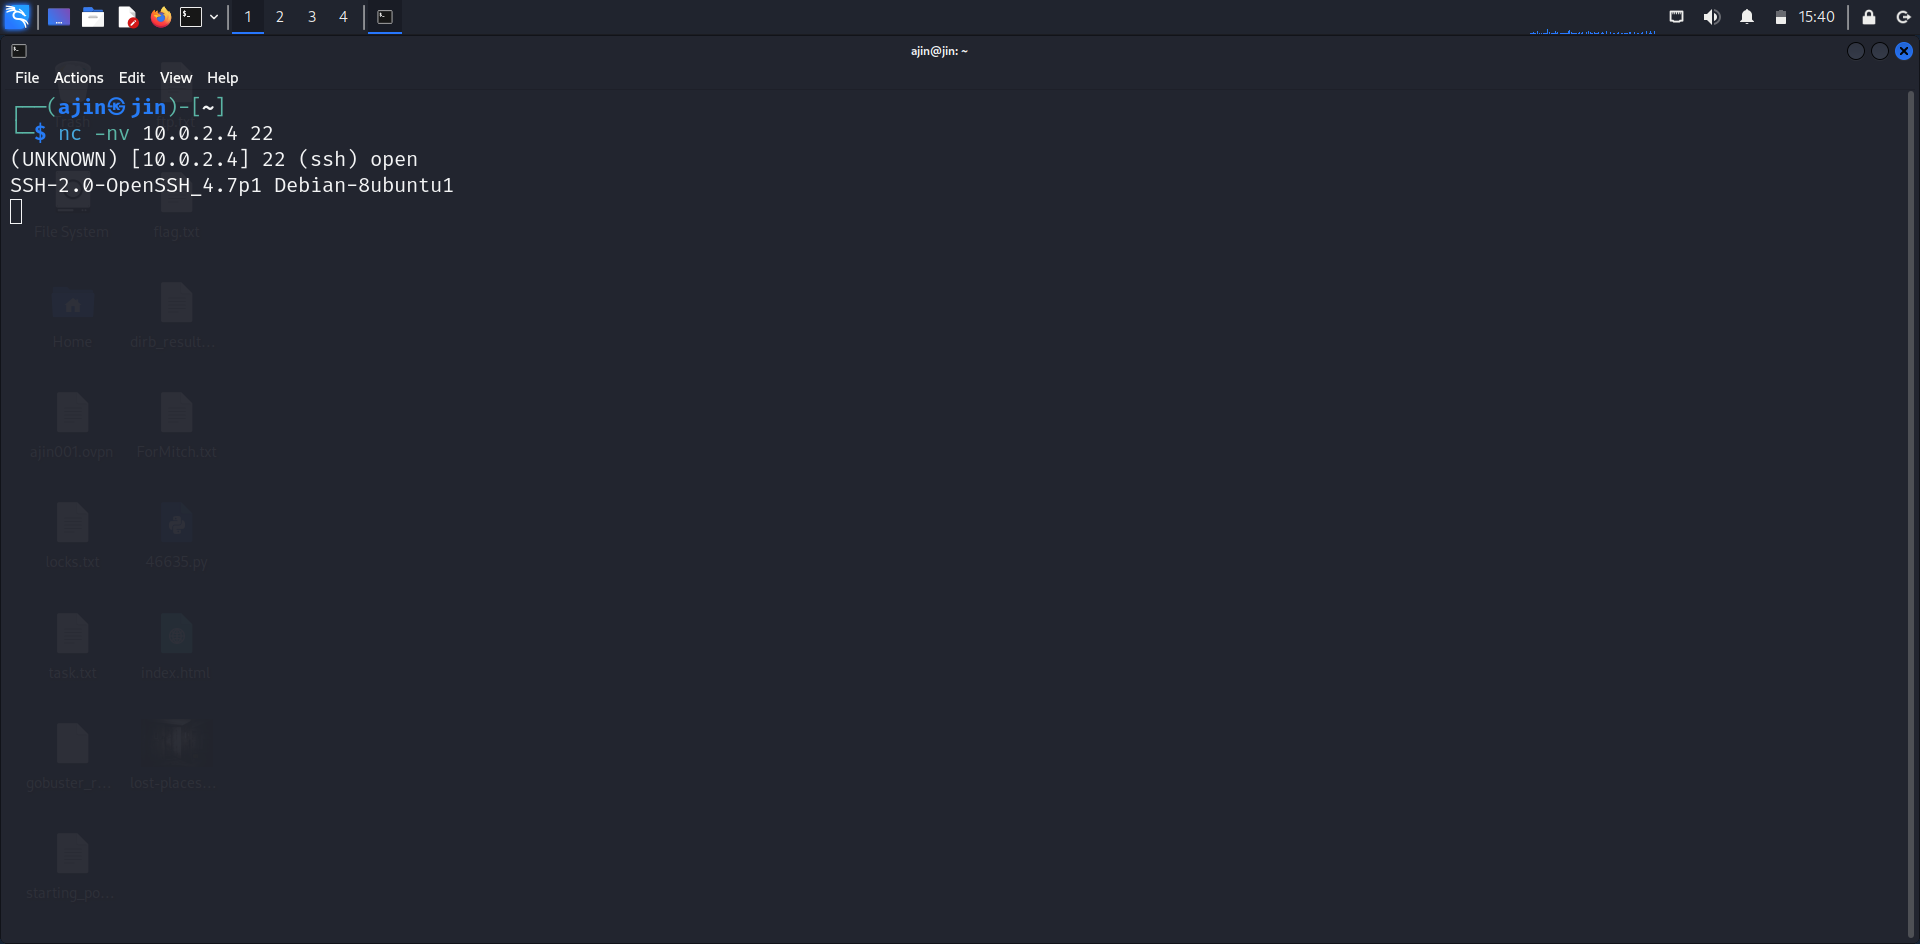 1 2 3 4 15:40
ajin@jin: ~
File Actions Edit View Help
┌──(ajin㉿jin)-[~]
└─$ nc -nv 10.0.2.4 22
(UNKNOWN) [10.0.2.4] 22 (ssh) open
SSH-2.0-OpenSSH_4.7p1 Debian-8ubuntu1
File System flag.txt
Home dirb_result...
ajin001.ovpn ForMitch.txt
locks.txt 46635.py
task.txt index.html
gobuster_r... lost-places...
starting_po...